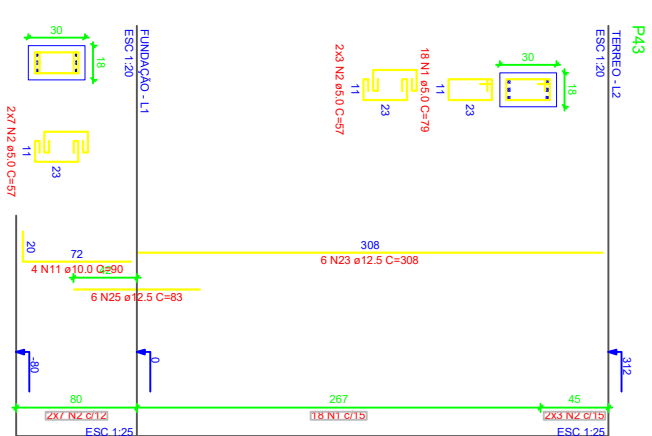 P43
TERREO - L2
ESC 1:20
30
18
18 N1 ø5.0 C=79
11
23
2x3 N2 ø5.0 C=57
11
23
FUNDAÇÃO - L1
ESC 1:20
30
18
11
23
2x7 N2 ø5.0 C=57
308
6 N23 ø12.5 C=308
20
72
4 N11 ø10.0 C=90
6 N25 ø12.5 C=83
-80
0
312
80
267
45
2x7 N2 c/12
18 N1 c/15
2x3 N2 c/15
ESC 1:25
ESC 1:25